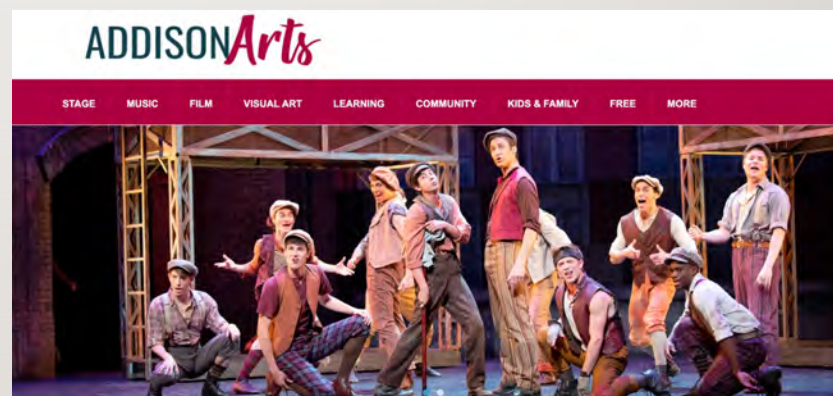 ADDISONArts
STAGE MUSIC FILM VISUAL ART LEARNING COMMUNITY KIDS & FAMILY FREE MORE